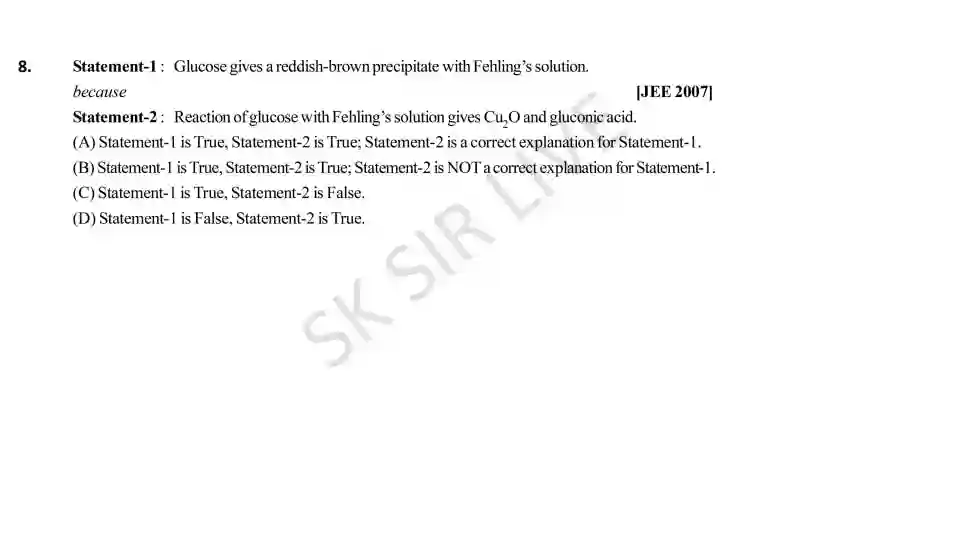 8. Statement-1 : Glucose gives a reddish-brown precipitate with Fehling's solution.
because [JEE 2007]
Statement-2 : Reaction of glucose with Fehling's solution gives Cu₂O and gluconic acid.
(A) Statement-1 is True, Statement-2 is True; Statement-2 is a correct explanation for Statement-1.
(B) Statement-1 is True, Statement-2 is True; Statement-2 is NOT a correct explanation for Statement-1.
(C) Statement-1 is True, Statement-2 is False.
(D) Statement-1 is False, Statement-2 is True.
SK SIR LIVE